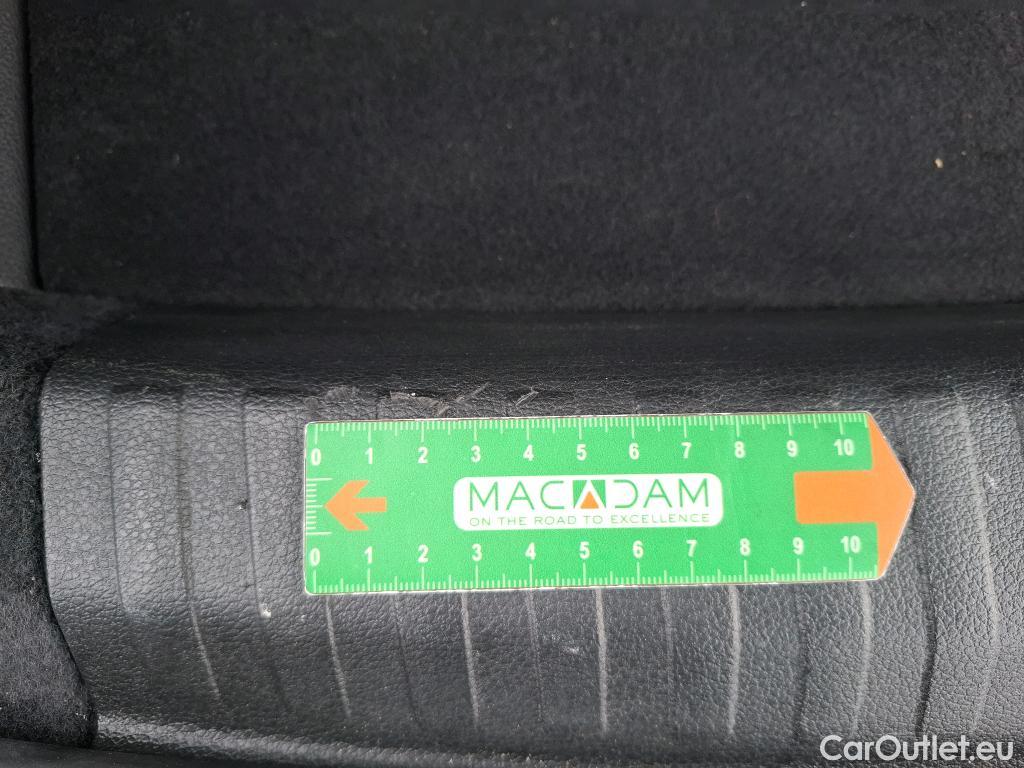 0 1 2 3 4 5 6 7 8 9 10
MACADAM
ON THE ROAD TO EXCELLENCE
0 1 2 3 4 5 6 7 8 9 10
CarOutlet.eu